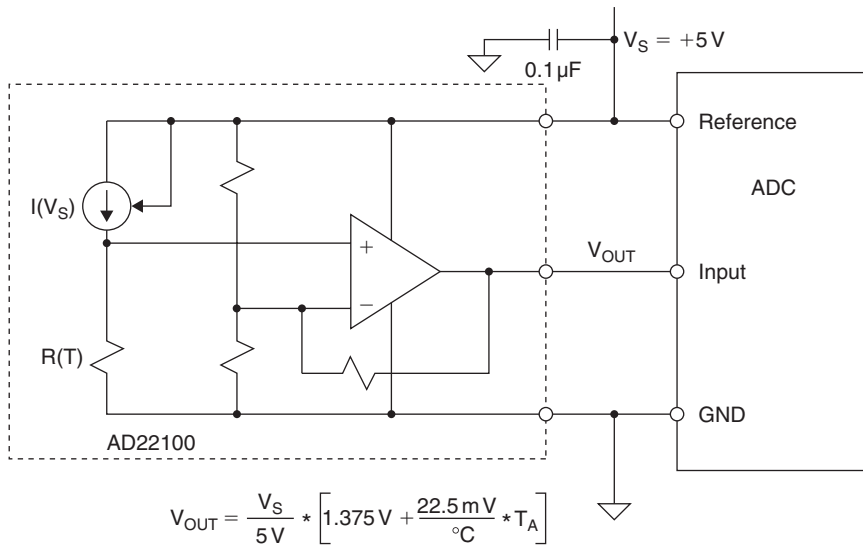 V_S = +5 V
0.1 µF
Reference
ADC
I(V_S)
+
V_OUT
Input
−
R(T)
GND
AD22100
V_OUT = V_S / 5 V * [1.375 V + 22.5 mV / °C * T_A]